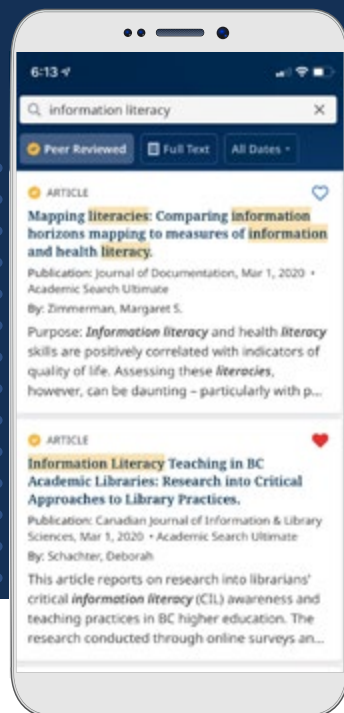 6:13
information literacy
Peer Reviewed Full Text All Dates
ARTICLE
Mapping literacies: Comparing information
horizons mapping to measures of information
and health literacy.
Publication: Journal of Documentation, Mar 1, 2020 •
Academic Search Ultimate
By: Zimmerman, Margaret S.
Purpose: Information literacy and health literacy
skills are positively correlated with indicators of
quality of life. Assessing these literacies,
however, can be daunting – particularly with p...
ARTICLE
Information Literacy Teaching in BC
Academic Libraries: Research into Critical
Approaches to Library Practices.
Publication: Canadian Journal of Information & Library
Sciences, Mar 1, 2020 • Academic Search Ultimate
By: Schachter, Deborah
This article reports on research into librarians'
critical information literacy (CIL) awareness and
teaching practices in BC higher education. The
research conducted through online surveys an...